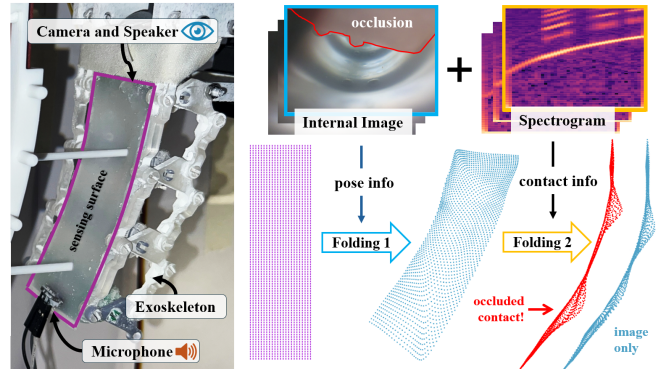 Camera and Speaker
sensing surface
Exoskeleton
Microphone
occlusion
+
Internal Image
Spectrogram
pose info
contact info
Folding 1
Folding 2
occluded
contact!
image
only